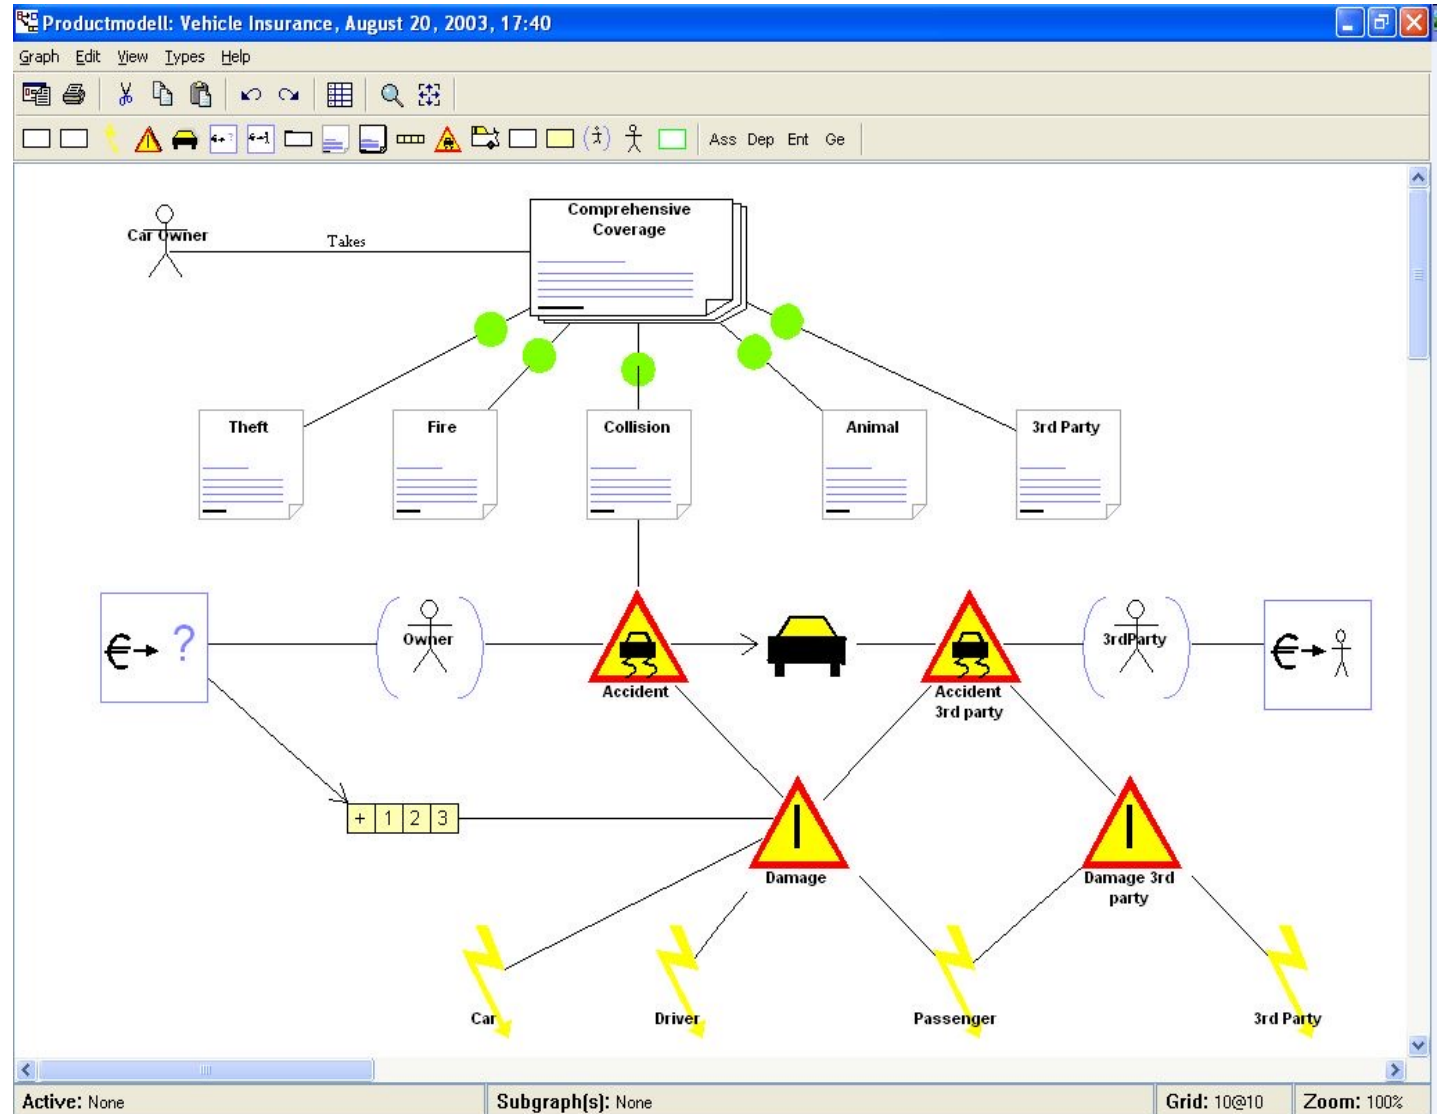 Productmodell: Vehicle Insurance, August 20, 2003, 17:40
Graph Edit View Types Help
Ass Dep Ent Ge
Car Owner
Takes
Comprehensive
Coverage
Theft
Fire
Collision
Animal
3rd Party
€ ?
Owner
Accident
Accident
3rd party
3rdParty
€
+ 1 2 3
Damage
Damage 3rd
party
Car
Driver
Passenger
3rd Party
Active: None
Subgraph(s): None
Grid: 10@10
Zoom: 100%